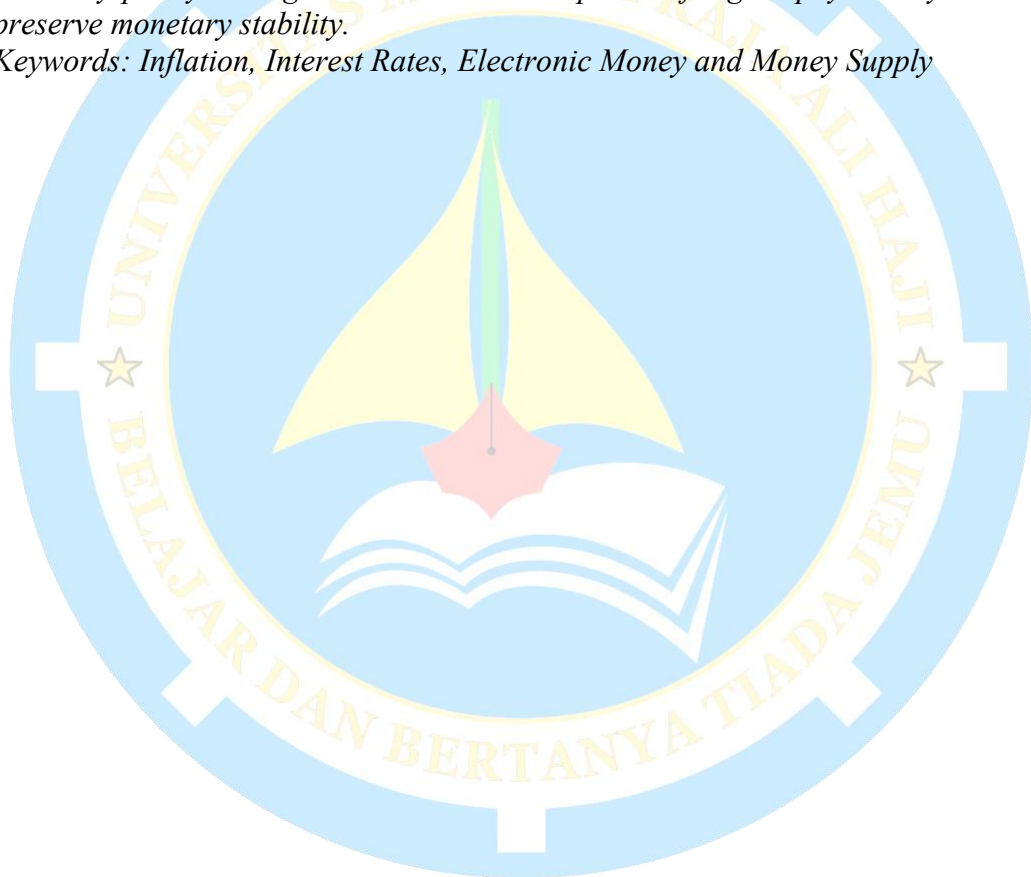 preserve monetary stability.
Keywords: Inflation, Interest Rates, Electronic Money and Money Supply
UNIVERSITAS MARITIM RAJA ALI HAJI
BELAJAR DAN BERTANYA TIADA JEMU